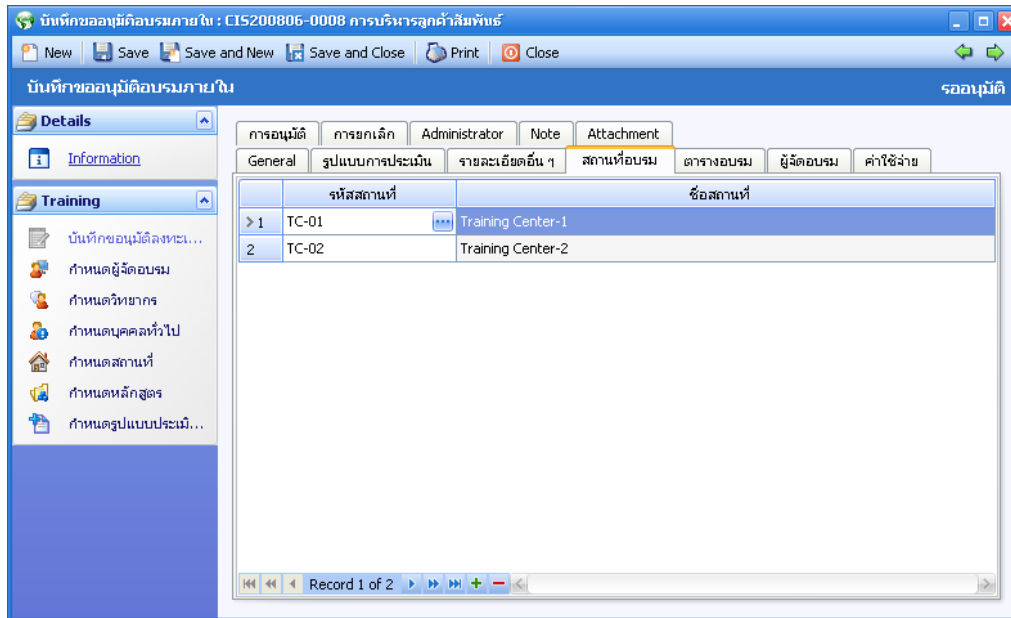 บันทึกขออนุมัติอบรมภายใน : CIS200806-0008 การบริหารลูกค้าสัมพันธ์
New Save Save and New Save and Close Print Close
บันทึกขออนุมัติอบรมภายใน รออนุมัติ
Details
Information
Training
บันทึกขอนุมัติลงทะเ...
กำหนดผู้จัดอบรม
กำหนดวิทยากร
กำหนดบุคคลทั่วไป
กำหนดสถานที่
กำหนดหลักสูตร
กำหนดรูปแบบประเมิ...
การอนุมัติ การยกเลิก Administrator Note Attachment
General รูปแบบการประเมิน รายละเอียดอื่น ๆ สถานที่อบรม ตารางอบรม ผู้จัดอบรม ค่าใช้จ่าย
รหัสสถานที่ ชื่อสถานที่
1 TC-01 ... Training Center-1
2 TC-02 Training Center-2
Record 1 of 2